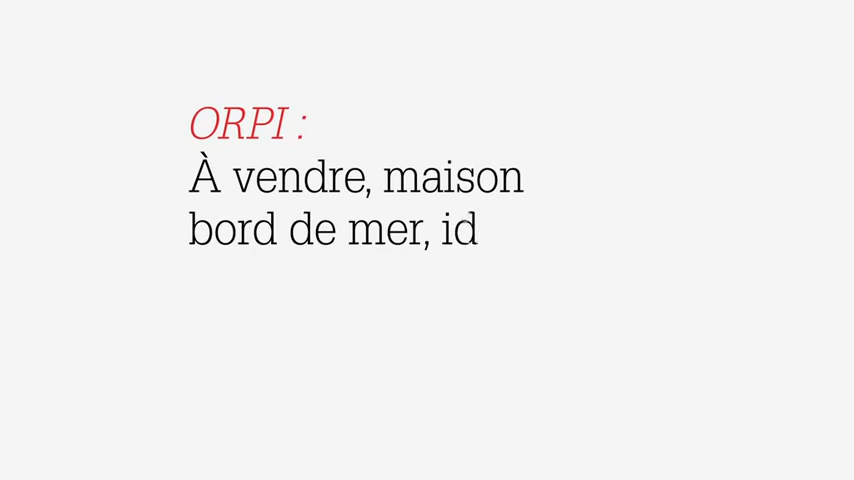 ORPI :
À vendre, maison
bord de mer, id